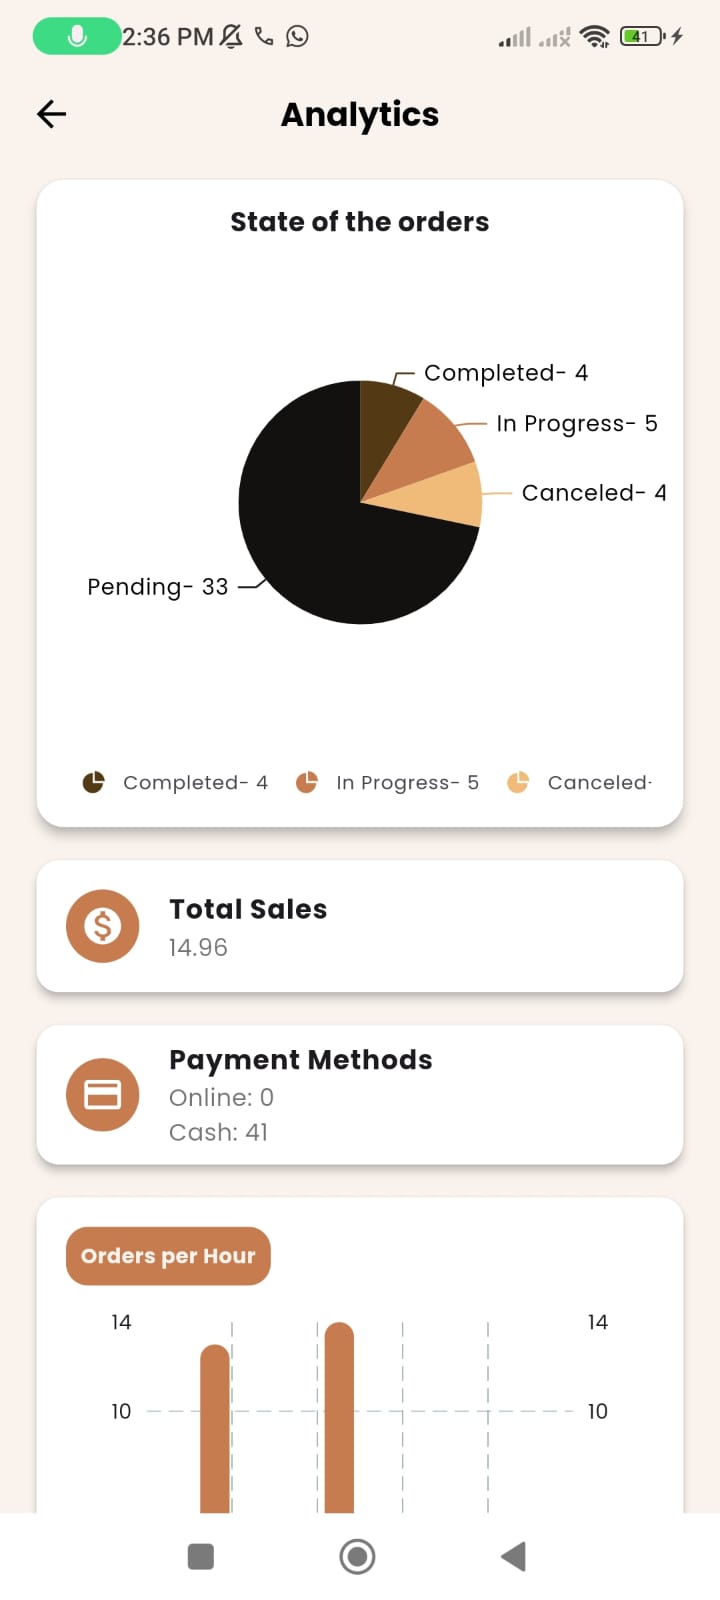 2:36 PM
41
Analytics
State of the orders
Completed- 4
In Progress- 5
Canceled- 4
Pending- 33
Completed- 4 In Progress- 5 Canceled-
Total Sales
14.96
Payment Methods
Online: 0
Cash: 41
Orders per Hour
14 14
10 10